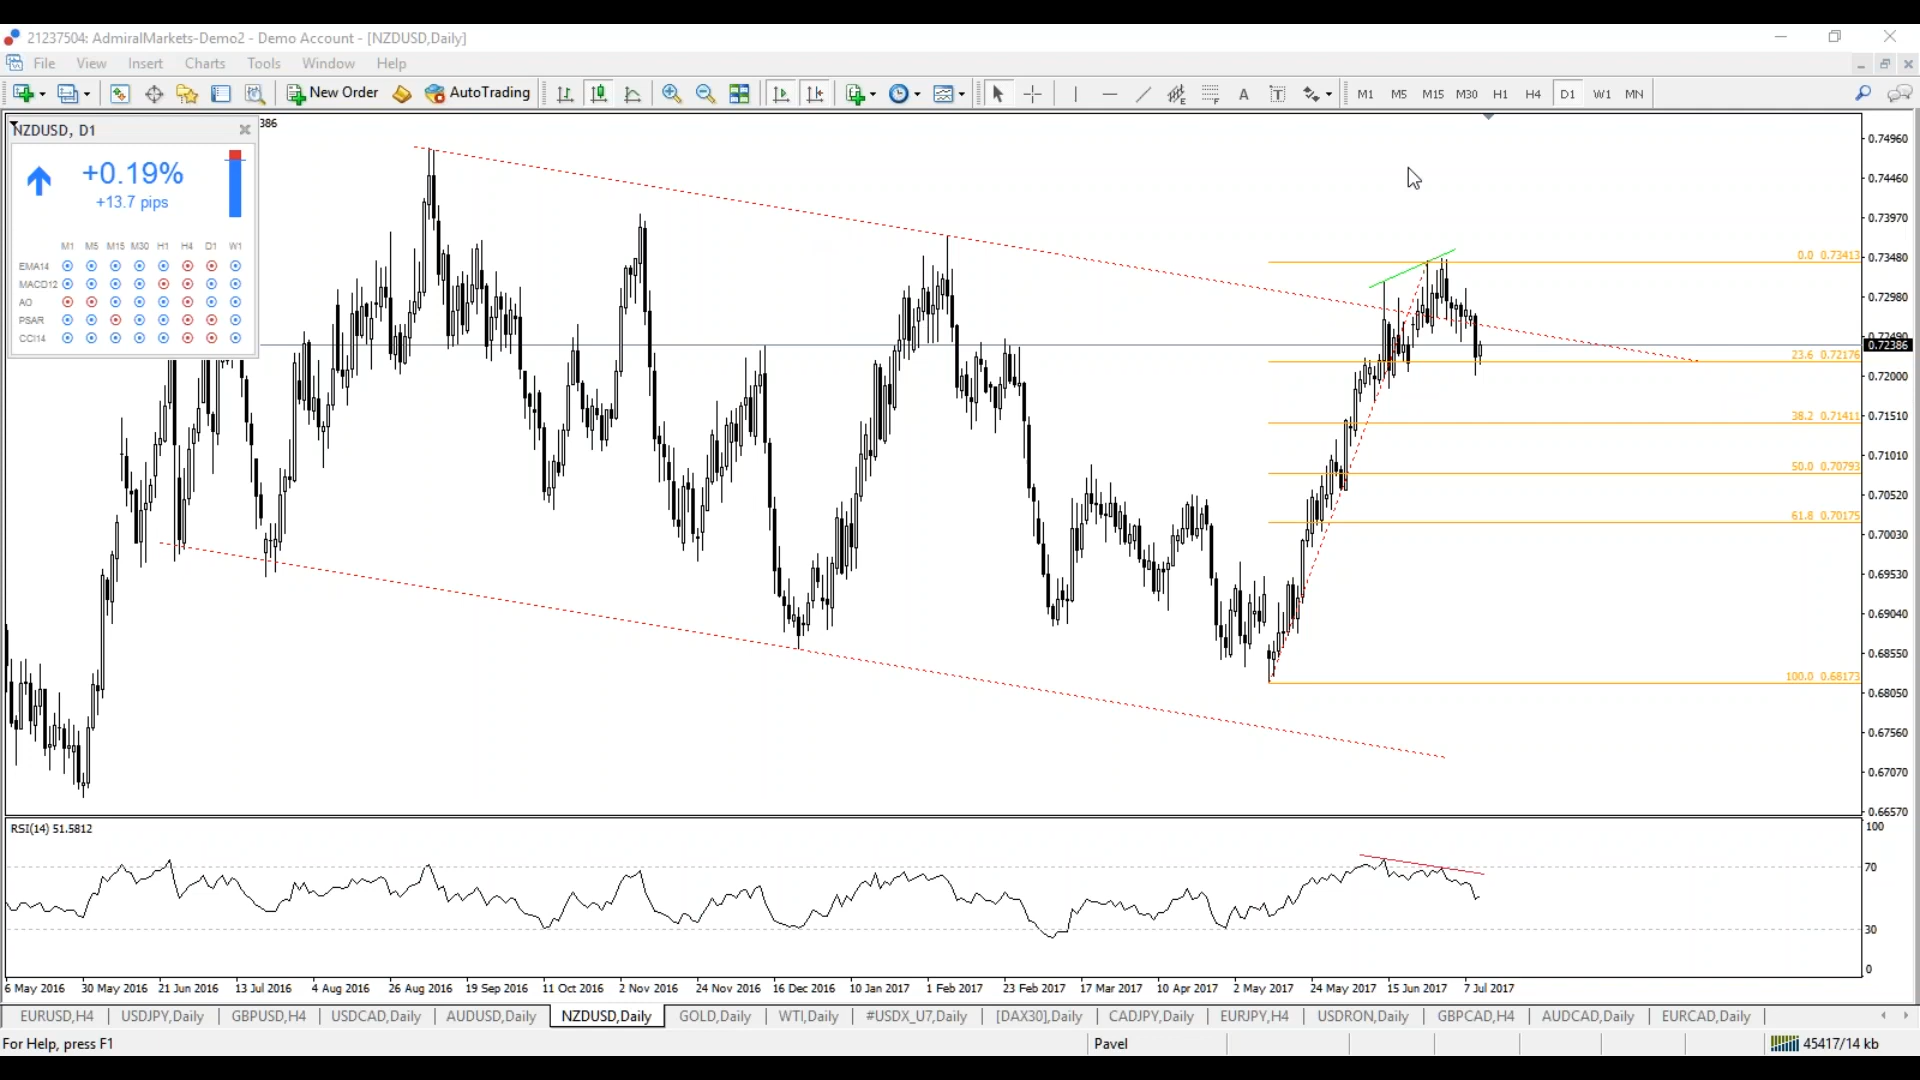 21237504: AdmiralMarkets-Demo2 - Demo Account - [NZDUSD,Daily]
File View Insert Charts Tools Window Help
New Order AutoTrading A T M1 M5 M15 M30 H1 H4 D1 W1 MN
NZDUSD, D1
386
+0.19%
+13.7 pips
M1 M5 M15 M30 H1 H4 D1 W1
EMA14
MACD12
AO
PSAR
CCI14
0.74960
0.74460
0.73970
0.0 0.73413
0.73480
0.72980
0.72490
0.72386
23.6 0.72176
0.72000
38.2 0.71411
0.71510
0.71010
50.0 0.70793
0.70520
61.8 0.70175
0.70030
0.69530
0.69040
0.68550
100.0 0.68173
0.68050
0.67560
0.67070
0.66570
RSI(14) 51.5812
100
70
30
0
6 May 2016 30 May 2016 21 Jun 2016 13 Jul 2016 4 Aug 2016 26 Aug 2016 19 Sep 2016 11 Oct 2016 2 Nov 2016 24 Nov 2016 16 Dec 2016 10 Jan 2017 1 Feb 2017 23 Feb 2017 17 Mar 2017 10 Apr 2017 2 May 2017 24 May 2017 15 Jun 2017 7 Jul 2017
EURUSD,H4 USDJPY,Daily GBPUSD,H4 USDCAD,Daily AUDUSD,Daily NZDUSD,Daily GOLD,Daily WTI,Daily #USDX_U7,Daily [DAX30],Daily CADJPY,Daily EURJPY,H4 USDRON,Daily GBPCAD,H4 AUDCAD,Daily EURCAD,Daily
For Help, press F1 Pavel 45417/14 kb